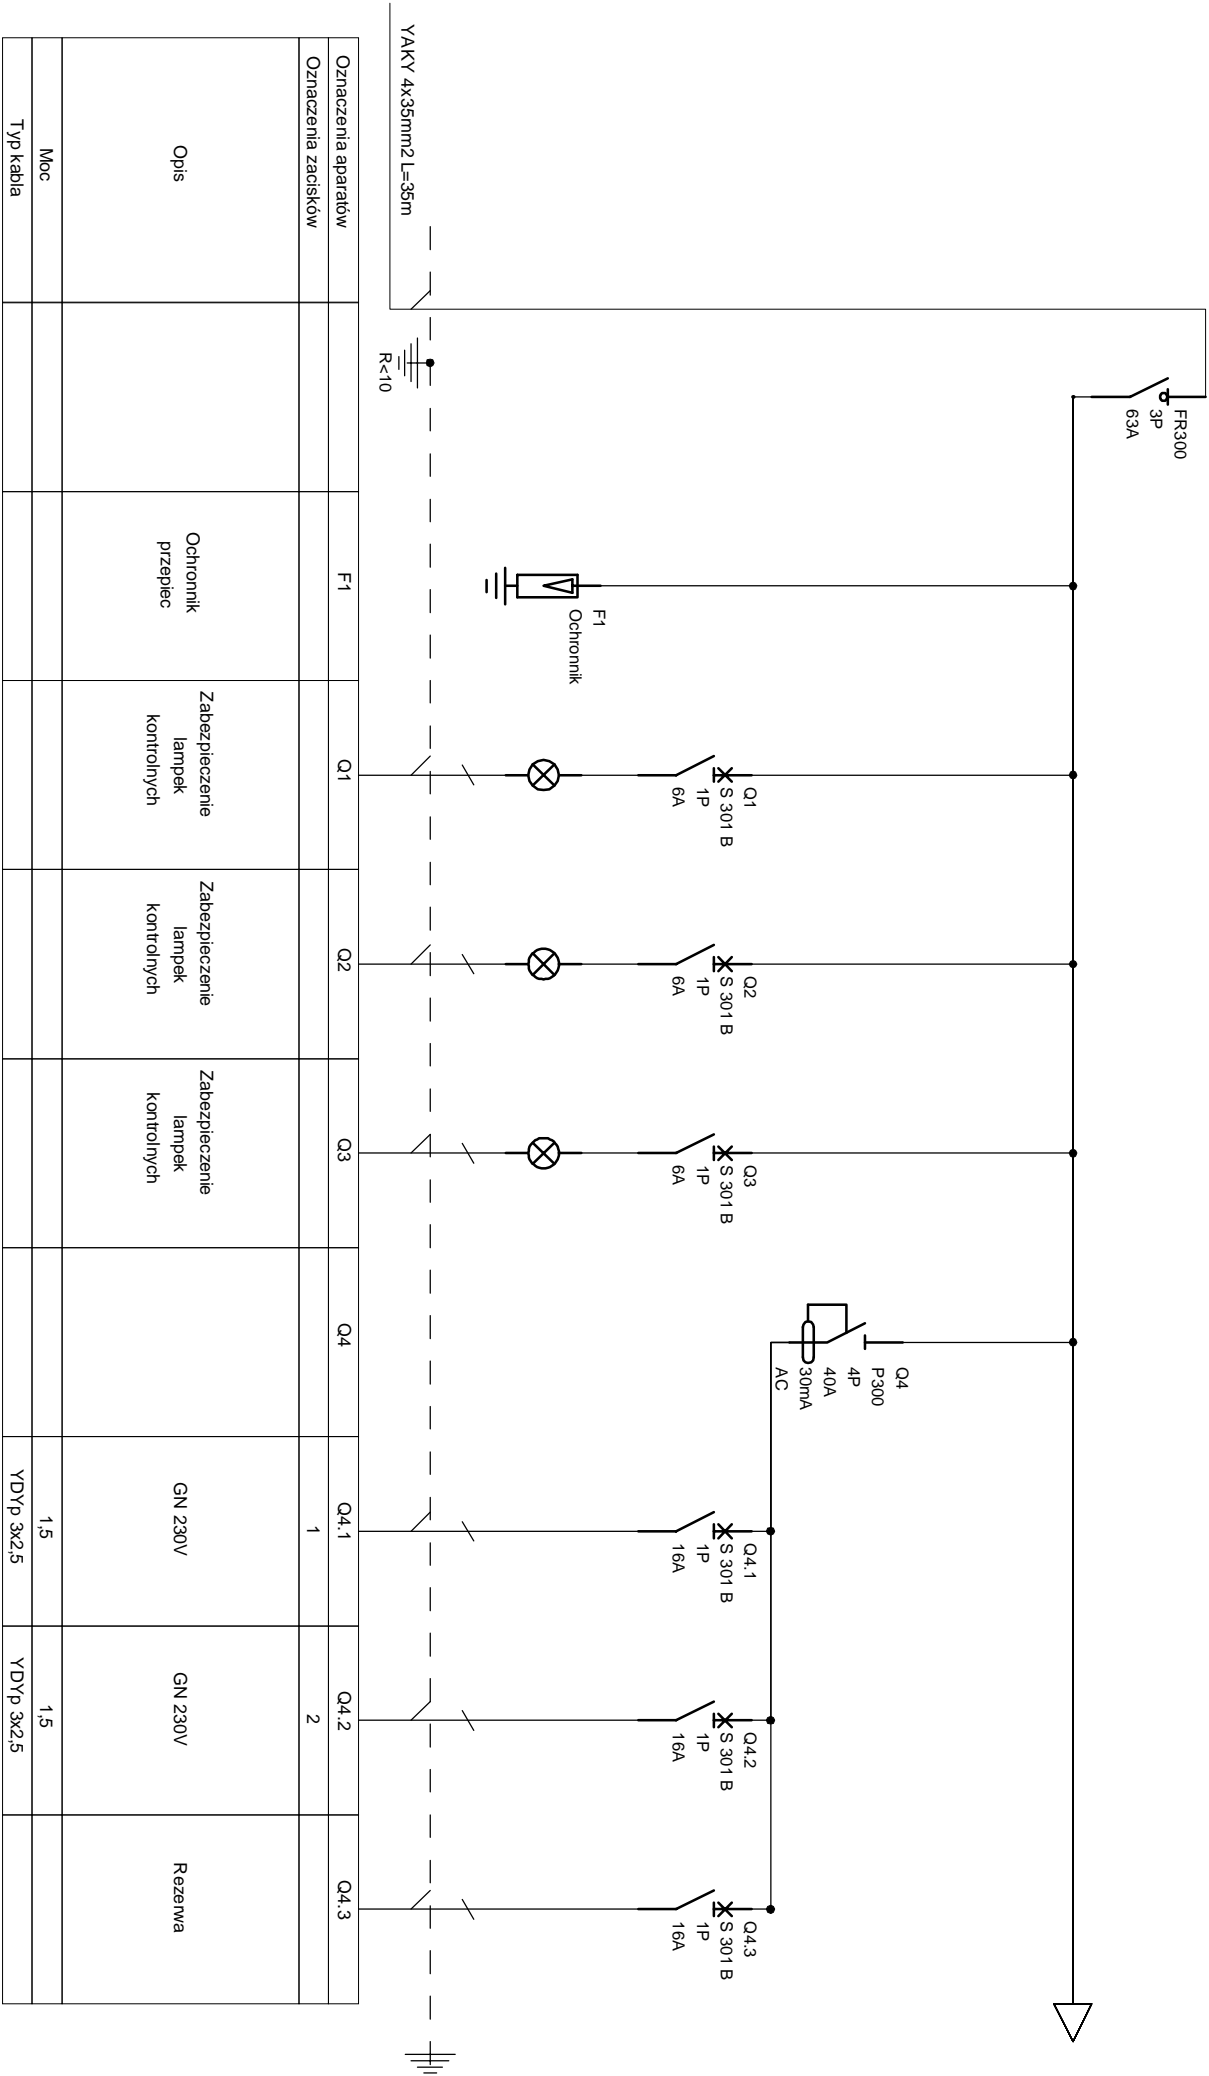 FR300
3P
63A
Q4
P300
4P
40A
30mA
AC
Q1
S 301 B
1P
6A
Q2
S 301 B
1P
6A
Q3
S 301 B
1P
6A
Q4.1
S 301 B
1P
16A
Q4.2
S 301 B
1P
16A
Q4.3
S 301 B
1P
16A
F1
Ochronnik
YAKY 4x35mm2 L=35m
R<10
Oznaczenia aparatów
F1
Q1
Q2
Q3
Q4
Q4.1
Q4.2
Q4.3
Oznaczenia zacisków
1
2
Opis
Ochronnik
przepiec
Zabezpieczenie
lampek
kontrolnych
Zabezpieczenie
lampek
kontrolnych
Zabezpieczenie
lampek
kontrolnych
GN 230V
GN 230V
Rezerwa
Moc
1,5
1,5
Typ kabla
YDYp 3x2,5
YDYp 3x2,5